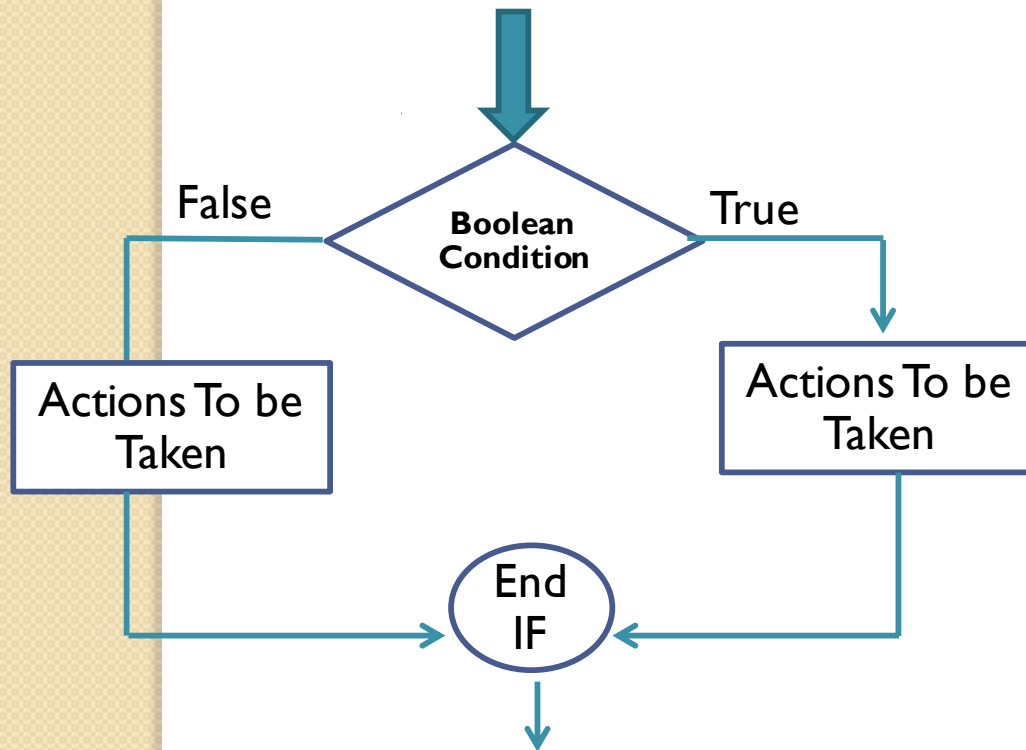 False
True
Boolean
Condition
Actions To be
Taken
Actions To be
Taken
End
IF